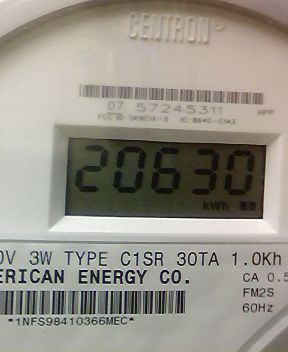 CENTRON®
07 57245311
HPP
20630
kWh
0V 3W TYPE C1SR 30TA 1.0Kh
ERICAN ENERGY CO.
CA 0.5
FM2S
60Hz
*1NFS98410366MEC*